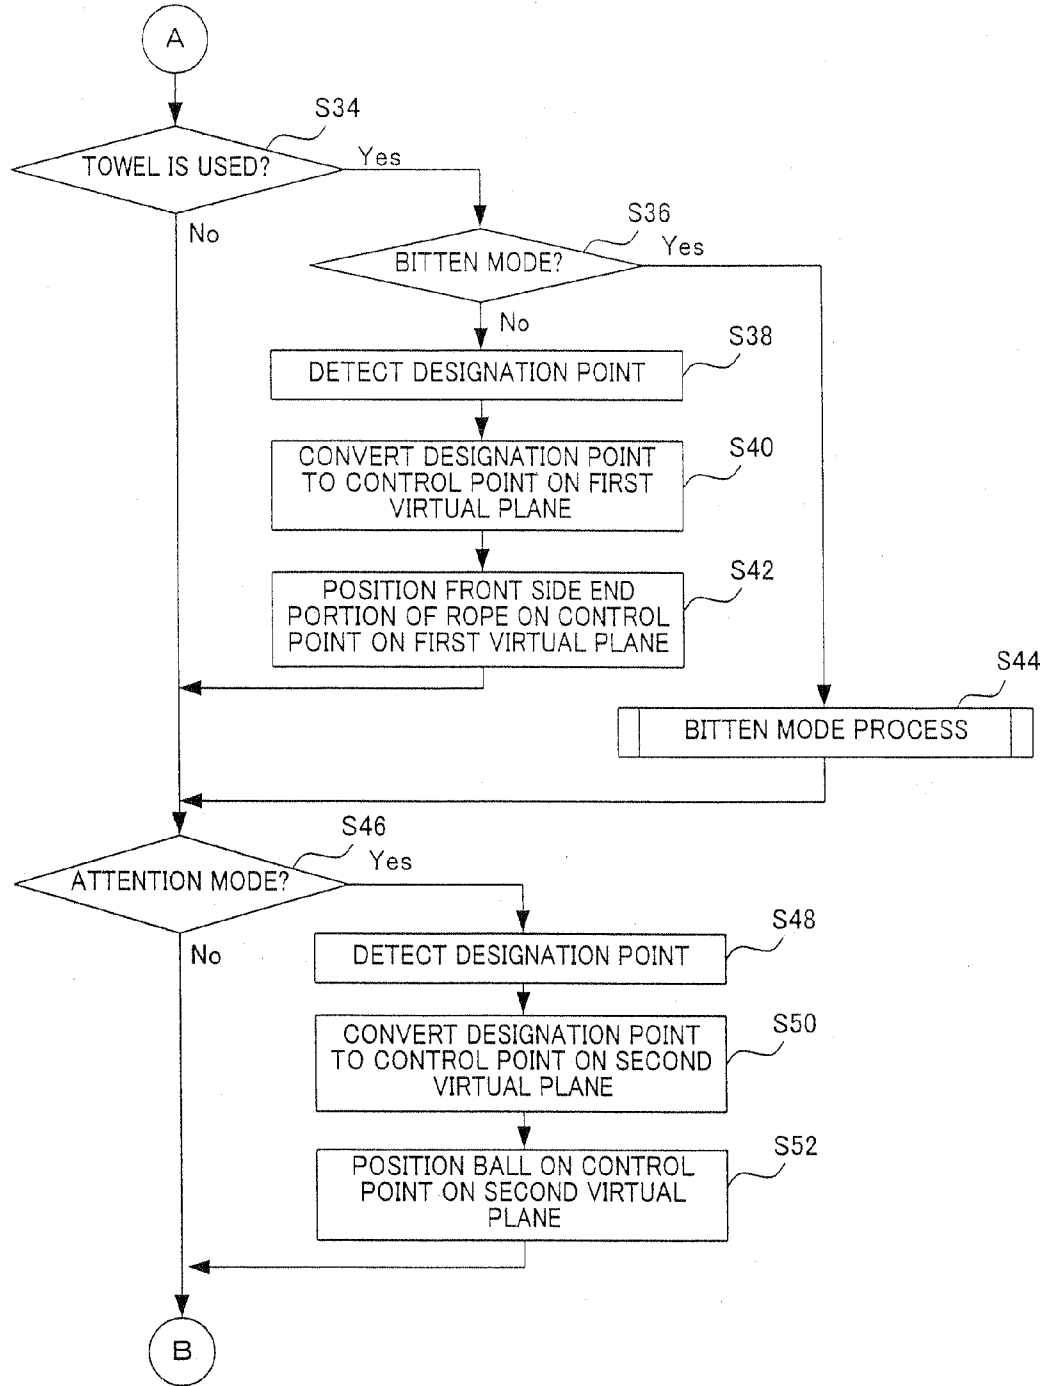 A
S34
TOWEL IS USED?
Yes
No
S36
BITTEN MODE?
Yes
No
S38
DETECT DESIGNATION POINT
S40
CONVERT DESIGNATION POINT
TO CONTROL POINT ON FIRST
VIRTUAL PLANE
S42
POSITION FRONT SIDE END
PORTION OF ROPE ON CONTROL
POINT ON FIRST VIRTUAL PLANE
S44
BITTEN MODE PROCESS
S46
ATTENTION MODE?
Yes
No
S48
DETECT DESIGNATION POINT
S50
CONVERT DESIGNATION POINT
TO CONTROL POINT ON SECOND
VIRTUAL PLANE
S52
POSITION BALL ON CONTROL
POINT ON SECOND VIRTUAL
PLANE
B